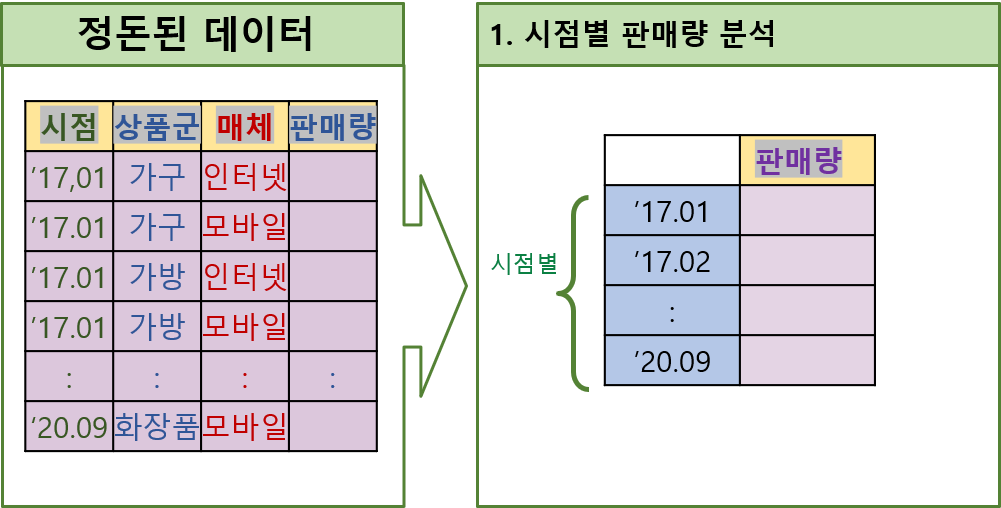 정돈된 데이터
시점 상품군 매체 판매량
’17,01 가구 인터넷
’17.01 가구 모바일
’17.01 가방 인터넷
’17.01 가방 모바일
: : : :
’20.09 화장품 모바일
1. 시점별 판매량 분석
판매량
시점별
’17.01
’17.02
:
’20.09